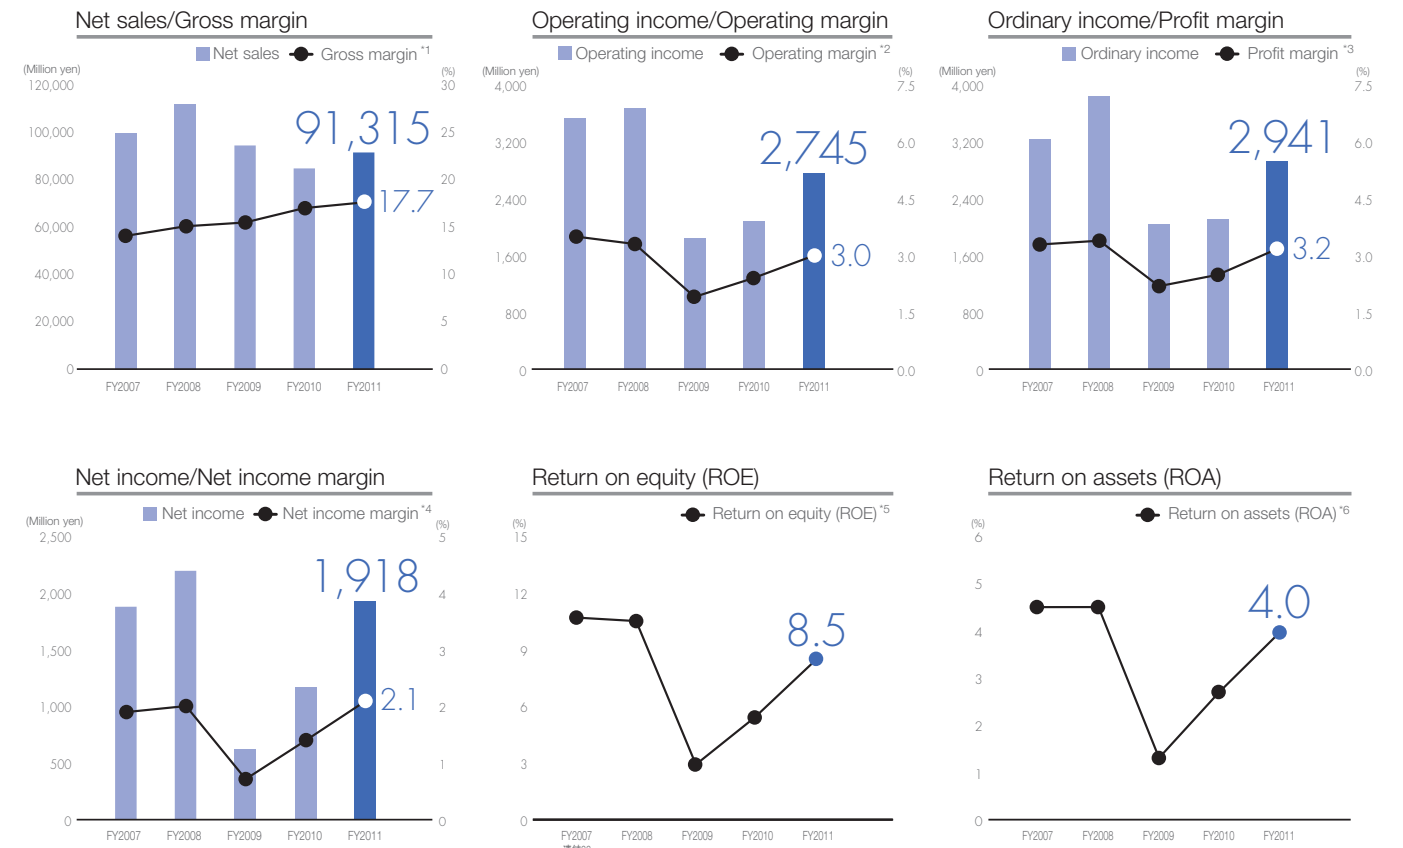 Net sales/Gross margin
Net sales Gross margin *1
(Million yen) (%)
120,000 30
100,000 25
80,000 20
60,000 15
40,000 10
20,000 5
0 0
91,315
17.7
FY2007 FY2008 FY2009 FY2010 FY2011
Operating income/Operating margin
Operating income Operating margin *2
(Million yen) (%)
4,000 7.5
3,200 6.0
2,400 4.5
1,600 3.0
800 1.5
0 0.0
2,745
3.0
FY2007 FY2008 FY2009 FY2010 FY2011
Ordinary income/Profit margin
Ordinary income Profit margin *3
(Million yen) (%)
4,000 7.5
3,200 6.0
2,400 4.5
1,600 3.0
800 1.5
0 0.0
2,941
3.2
FY2007 FY2008 FY2009 FY2010 FY2011
Net income/Net income margin
Net income Net income margin *4
(Million yen) (%)
2,500 5
2,000 4
1,500 3
1,000 2
500 1
0 0
1,918
2.1
FY2007 FY2008 FY2009 FY2010 FY2011
Return on equity (ROE)
Return on equity (ROE) *5
(%)
15
12
9
6
3
0
8.5
FY2007 FY2008 FY2009 FY2010 FY2011
Return on assets (ROA)
Return on assets (ROA) *6
(%)
6
5
4
3
2
1
0
4.0
FY2007 FY2008 FY2009 FY2010 FY2011